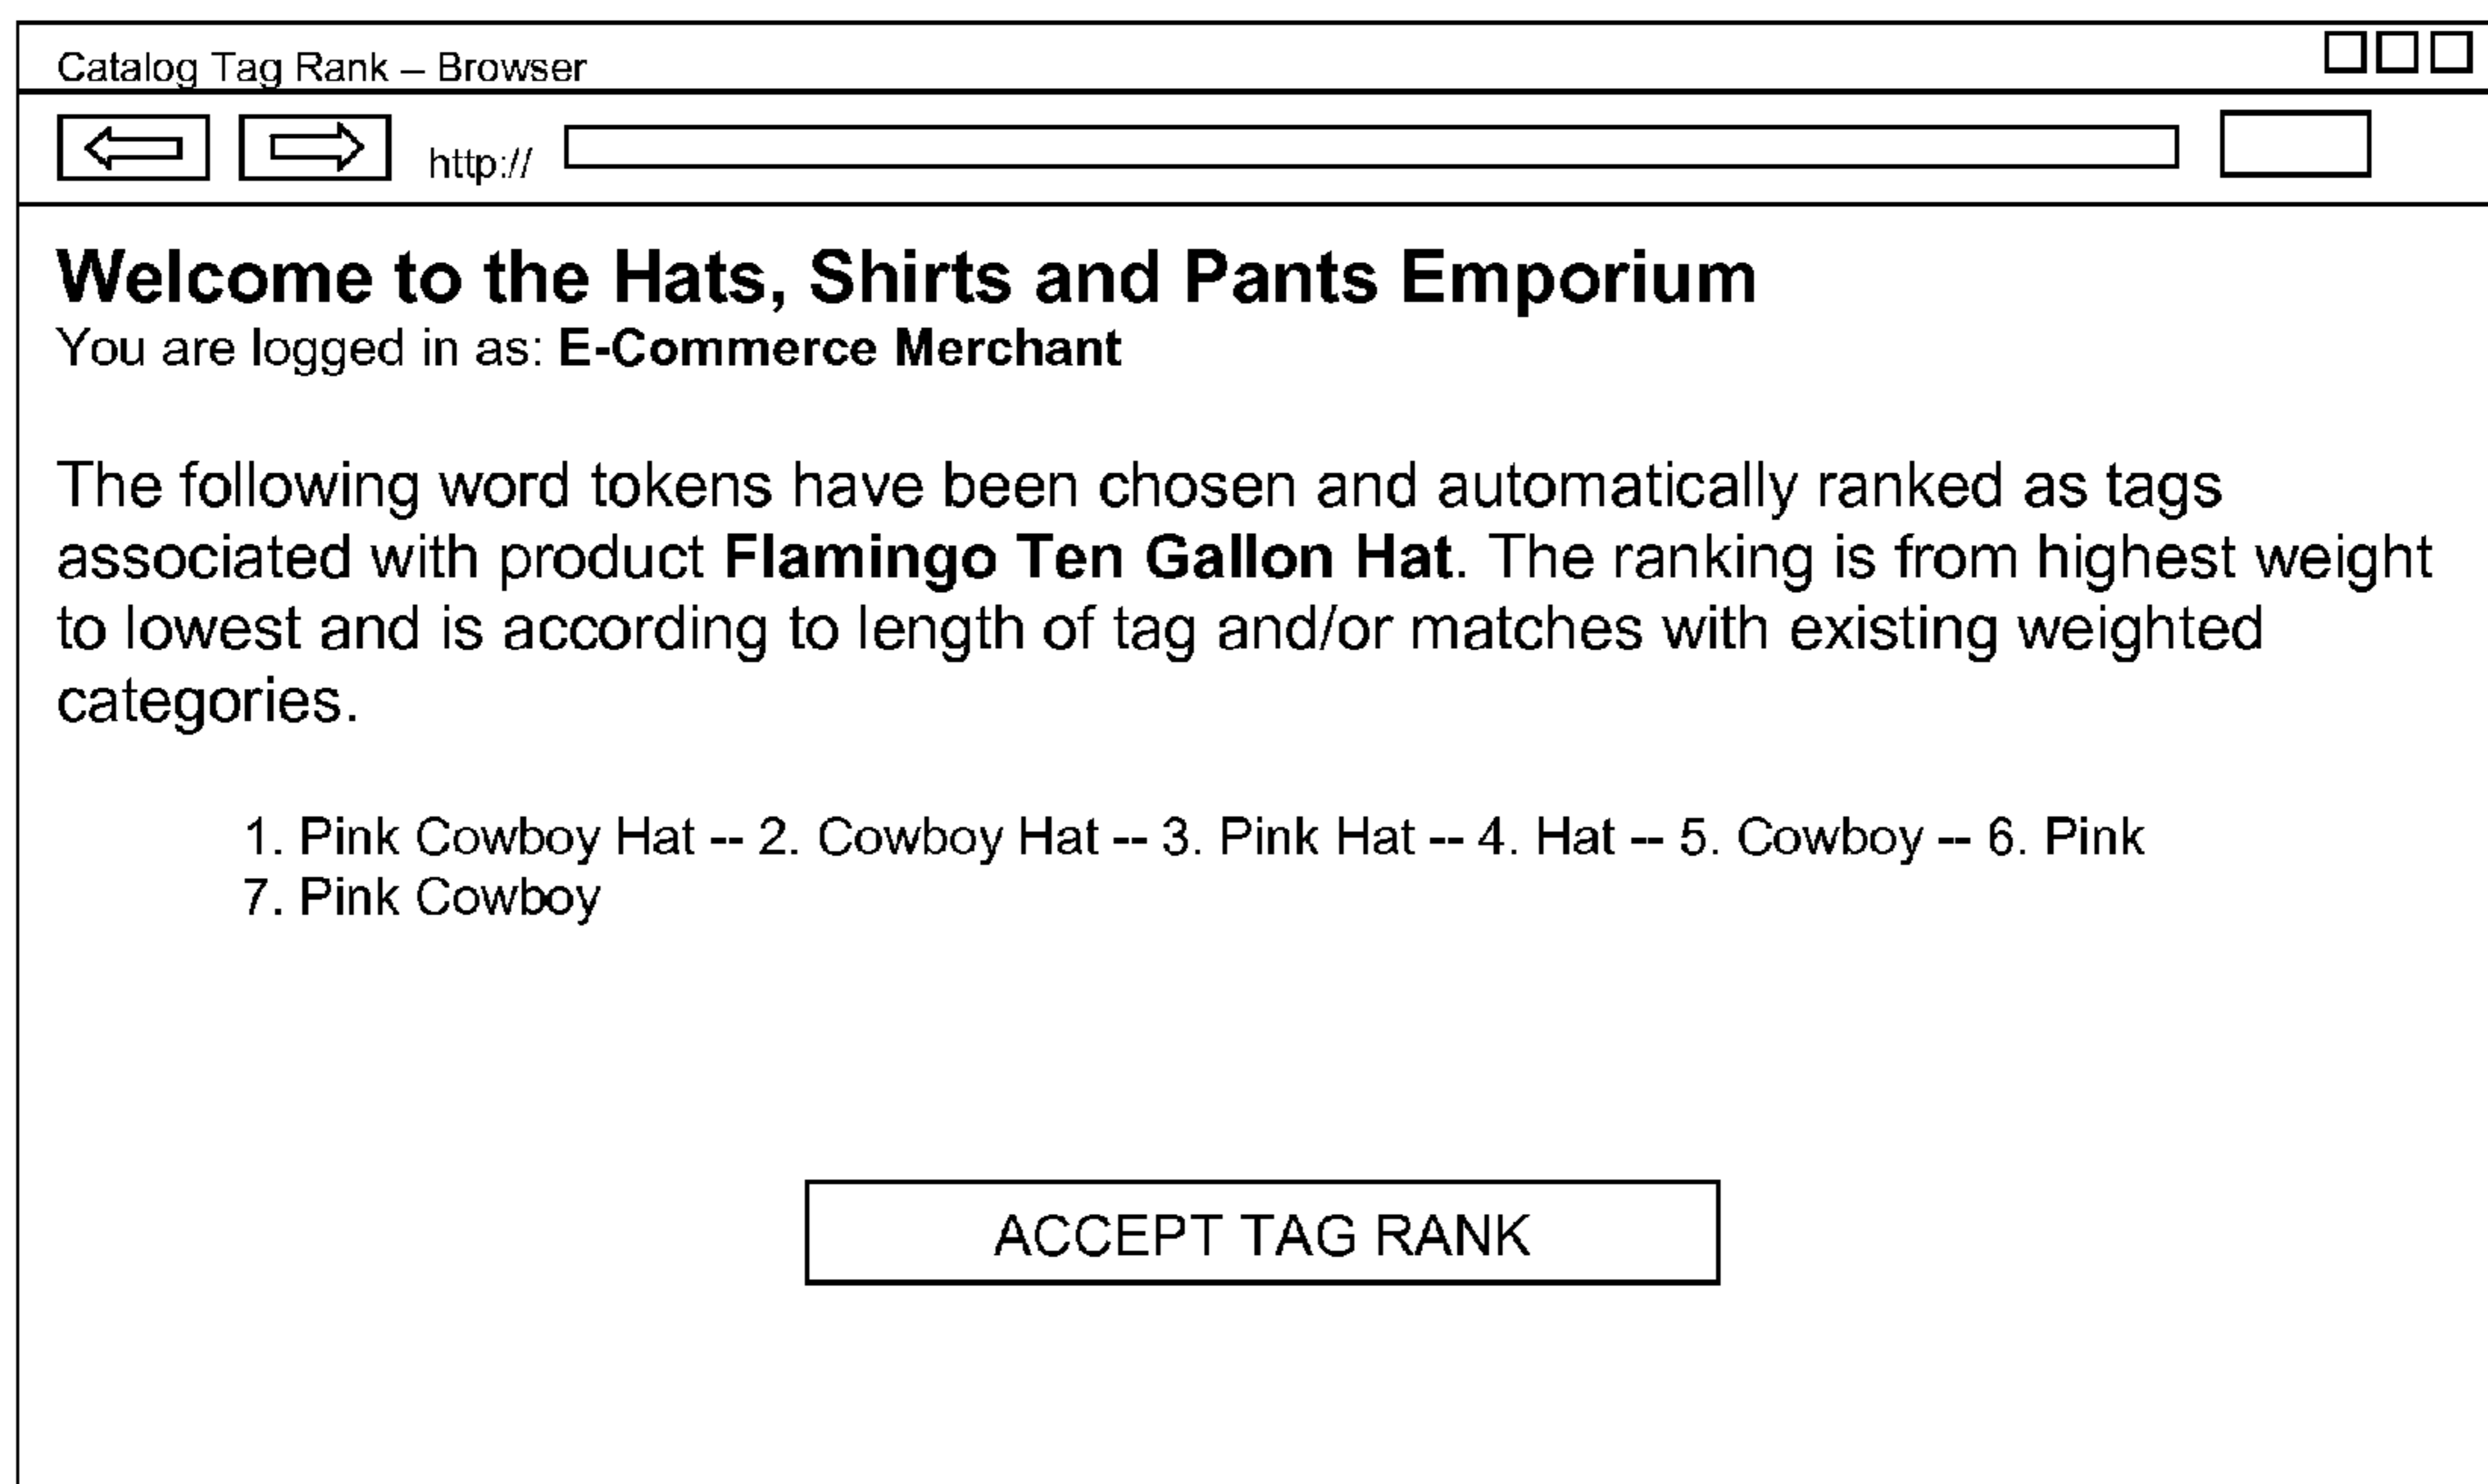 Catalog Tag Rank – Browser
http://
Welcome to the Hats, Shirts and Pants Emporium
You are logged in as: E-Commerce Merchant
The following word tokens have been chosen and automatically ranked as tags
associated with product Flamingo Ten Gallon Hat. The ranking is from highest weight
to lowest and is according to length of tag and/or matches with existing weighted
categories.
1. Pink Cowboy Hat -- 2. Cowboy Hat -- 3. Pink Hat -- 4. Hat -- 5. Cowboy -- 6. Pink
7. Pink Cowboy
ACCEPT TAG RANK